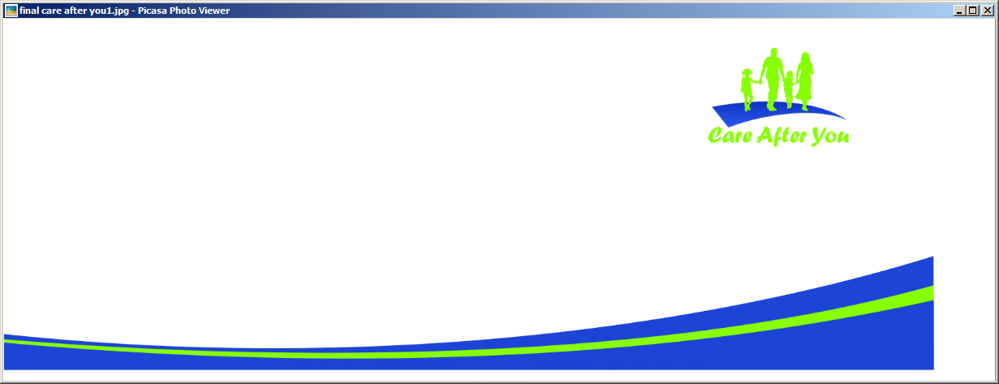 final care after you1.jpg - Picasa Photo Viewer
Care After You